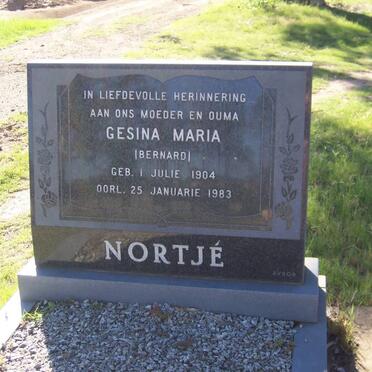 IN LIEFDEVOLLE HERINNERING
AAN ONS MOEDER EN OUMA
GESINA MARIA
(BERNARD)
GEB. 1 JULIE 1904
OORL. 25 JANUARIE 1983
NORTJÉ